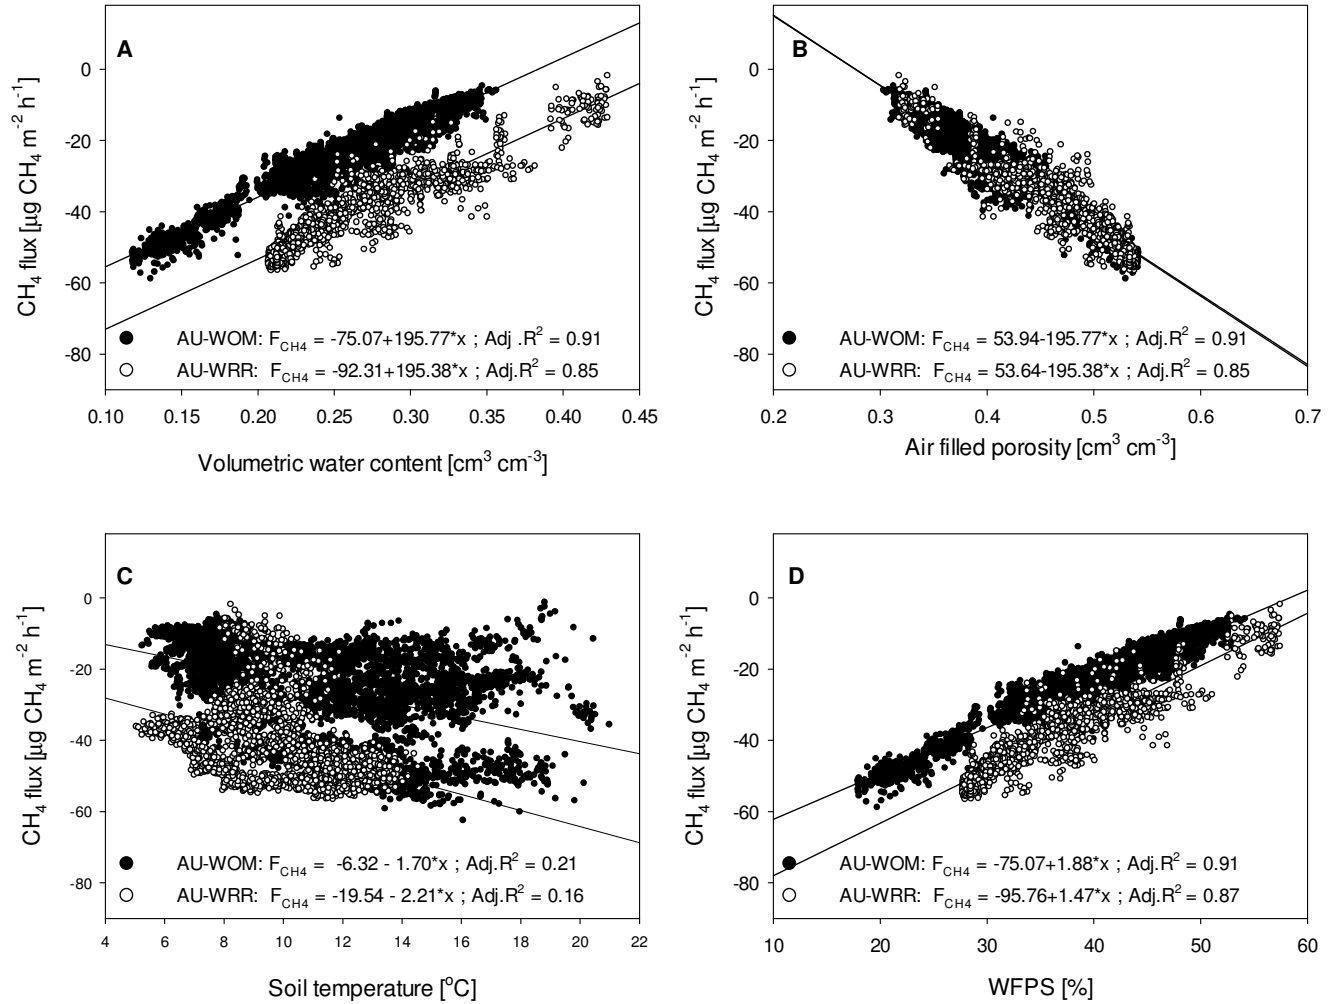 A
CH4 flux [µg CH4 m-2 h-1]
0
-20
-40
-60
-80
AU-WOM: FCH4 = -75.07+195.77*x ; Adj .R2 = 0.91
AU-WRR: FCH4 = -92.31+195.38*x ; Adj.R2 = 0.85
0.10 0.15 0.20 0.25 0.30 0.35 0.40 0.45
Volumetric water content [cm3 cm-3]
B
CH4 flux [µg CH4 m-2 h-1]
0
-20
-40
-60
-80
AU-WOM: FCH4 = 53.94-195.77*x ; Adj.R2 = 0.91
AU-WRR: FCH4 = 53.64-195.38*x ; Adj.R2 = 0.85
0.2 0.3 0.4 0.5 0.6 0.7
Air filled porosity [cm3 cm-3]
C
CH4 flux [µg CH4 m-2 h-1]
0
-20
-40
-60
-80
AU-WOM: FCH4 = -6.32 - 1.70*x ; Adj.R2 = 0.21
AU-WRR: FCH4 = -19.54 - 2.21*x ; Adj.R2 = 0.16
4 6 8 10 12 14 16 18 20 22
Soil temperature [oC]
D
CH4 flux [µg CH4 m-2 h-1]
0
-20
-40
-60
-80
AU-WOM: FCH4 = -75.07+1.88*x ; Adj.R2 = 0.91
AU-WRR: FCH4 = -95.76+1.47*x ; Adj.R2 = 0.87
10 20 30 40 50 60
WFPS [%]